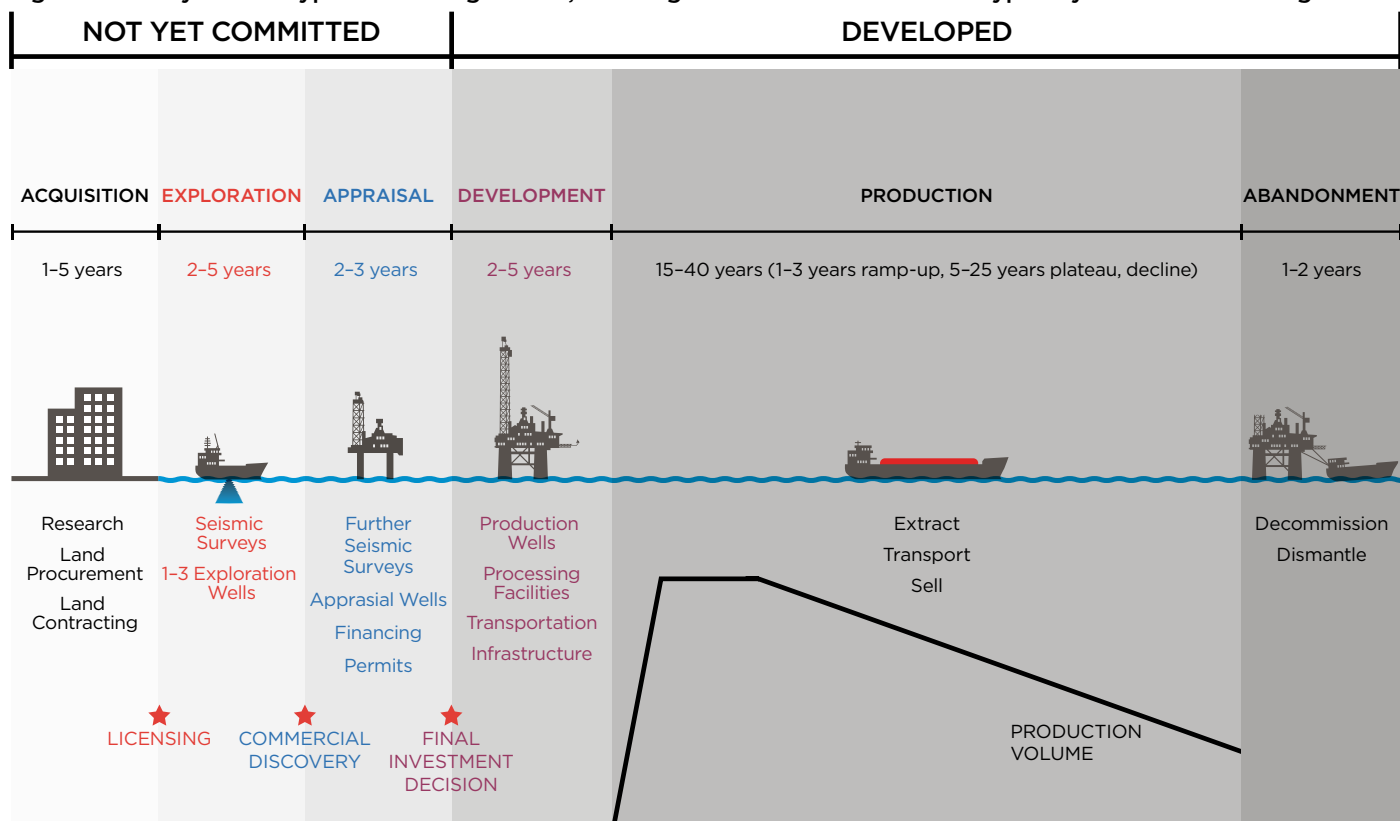 NOT YET COMMITTED
DEVELOPED
ACQUISITION
EXPLORATION
APPRAISAL
DEVELOPMENT
PRODUCTION
ABANDONMENT
1–5 years
2–5 years
2–3 years
2–5 years
15–40 years (1–3 years ramp-up, 5–25 years plateau, decline)
1–2 years
Research
Land
Procurement
Land
Contracting
Seismic
Surveys
1–3 Exploration
Wells
Further
Seismic
Surveys
Apprasial Wells
Financing
Permits
Production
Wells
Processing
Facilities
Transportation
Infrastructure
Extract
Transport
Sell
Decommission
Dismantle
LICENSING
COMMERCIAL
DISCOVERY
FINAL
INVESTMENT
DECISION
PRODUCTION
VOLUME